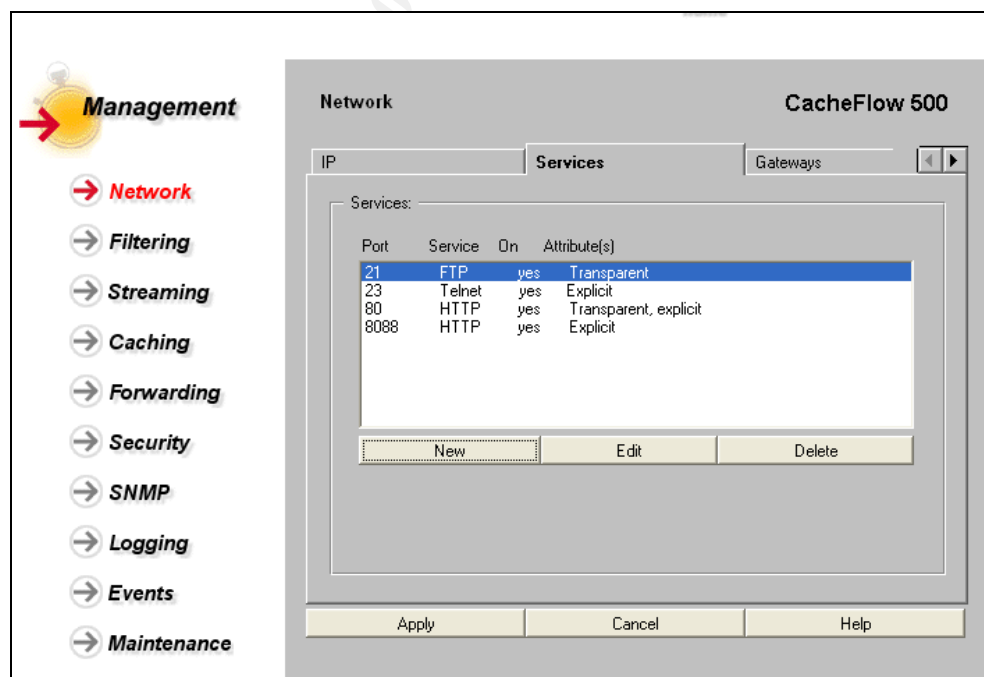 Management
Network
Filtering
Streaming
Caching
Forwarding
Security
SNMP
Logging
Events
Maintenance
Network CacheFlow 500
IP Services Gateways
Services:
Port Service On Attribute(s)
21 FTP yes Transparent
23 Telnet yes Explicit
80 HTTP yes Transparent, explicit
8088 HTTP yes Explicit
New Edit Delete
Apply Cancel Help